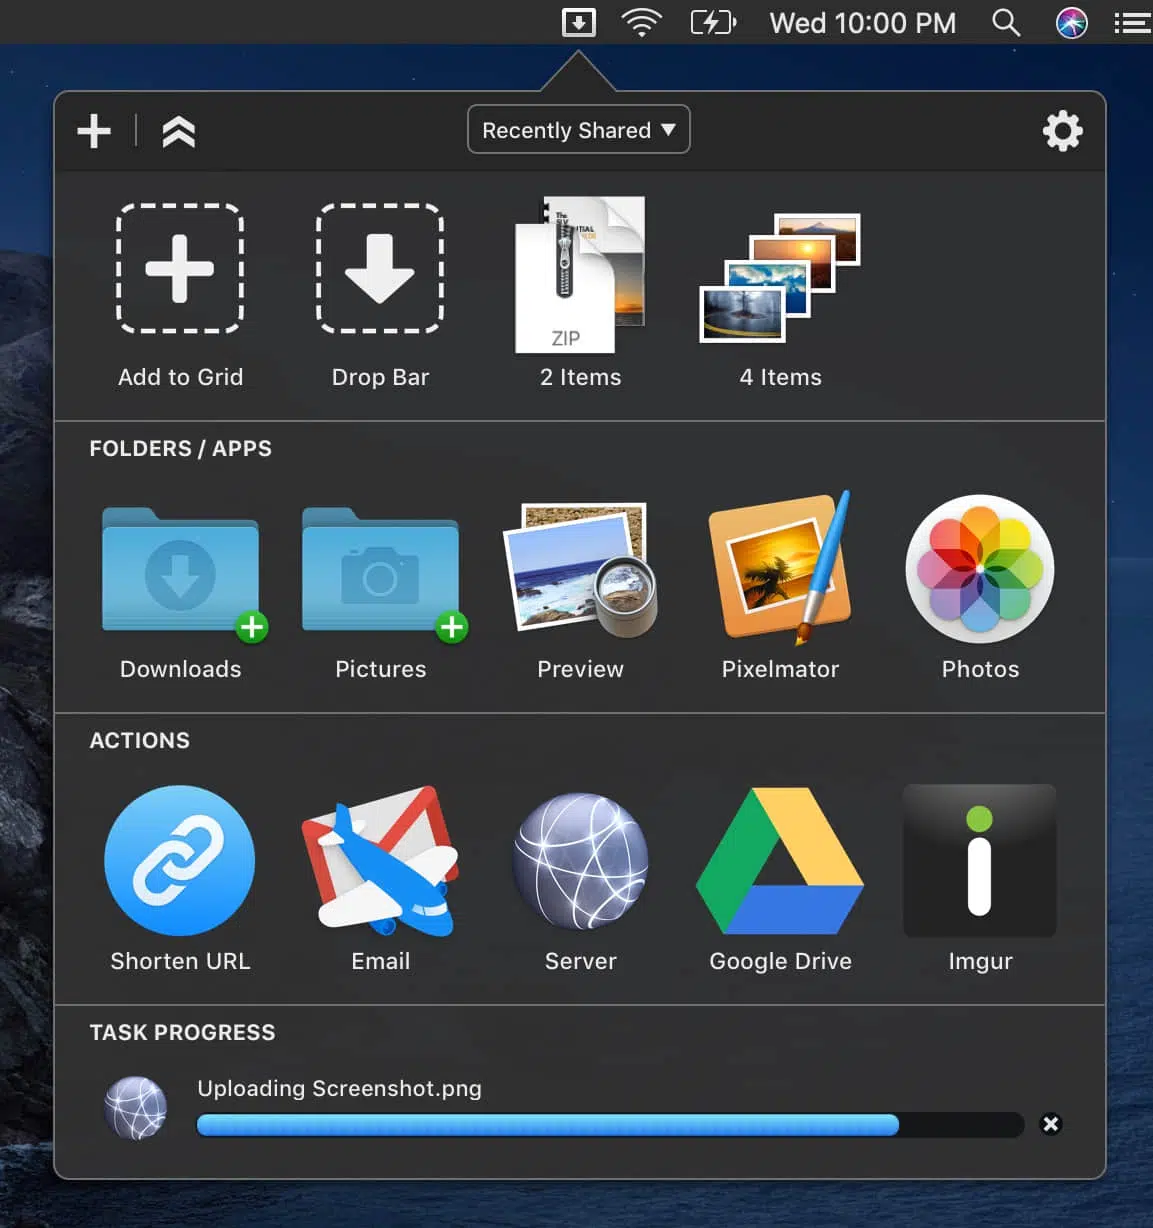 Wed 10:00 PM
Recently Shared ▼
The
ZIP
Add to Grid
Drop Bar
2 Items
4 Items
FOLDERS / APPS
Downloads
Pictures
Preview
Pixelmator
Photos
ACTIONS
Shorten URL
Email
Server
Google Drive
Imgur
TASK PROGRESS
Uploading Screenshot.png